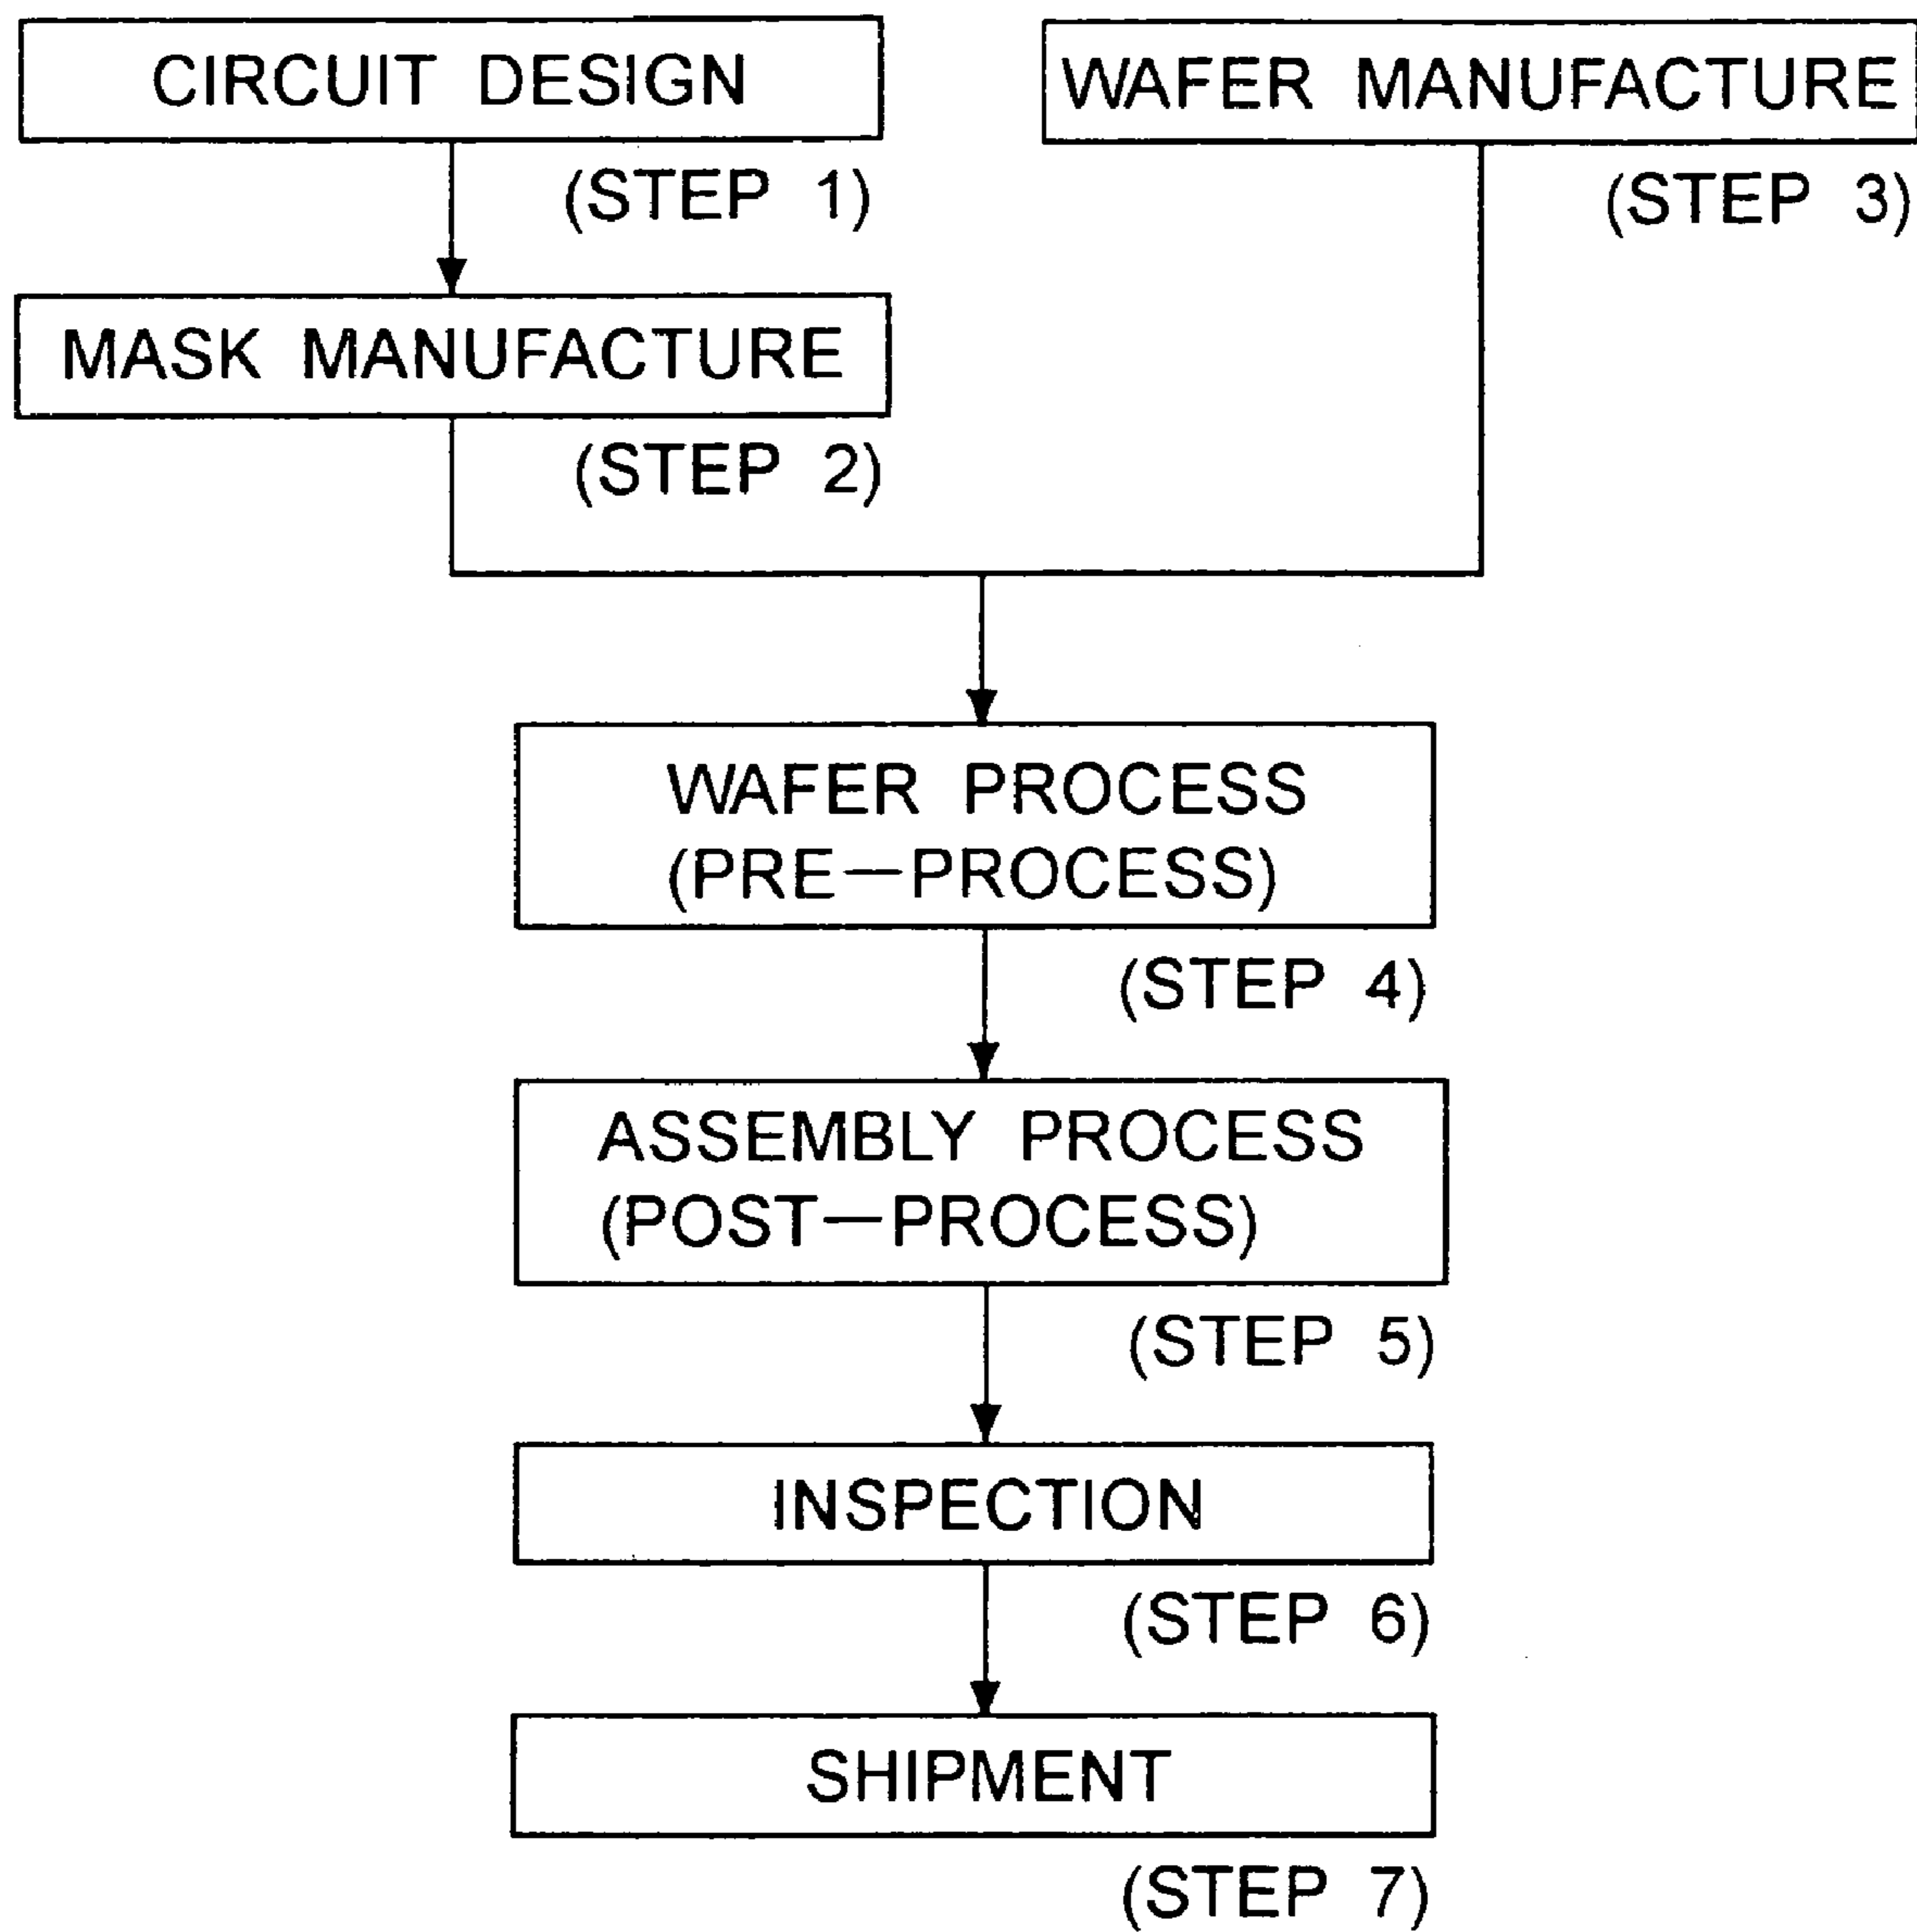 CIRCUIT DESIGN
(STEP 1)
MASK MANUFACTURE
(STEP 2)
WAFER MANUFACTURE
(STEP 3)
WAFER PROCESS
(PRE—PROCESS)
(STEP 4)
ASSEMBLY PROCESS
(POST—PROCESS)
(STEP 5)
INSPECTION
(STEP 6)
SHIPMENT
(STEP 7)